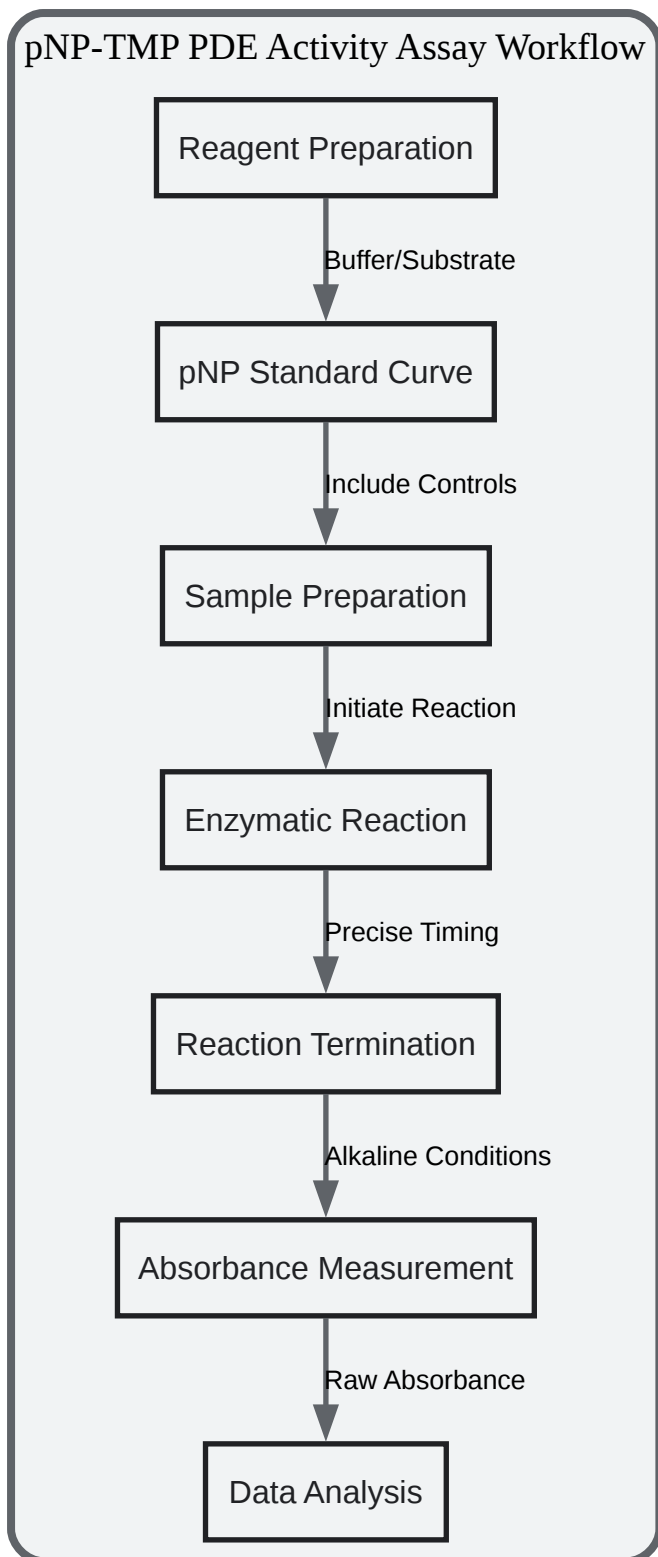 pNP-TMP PDE Activity Assay Workflow
Reagent Preparation
Buffer/Substrate
pNP Standard Curve
Include Controls
Sample Preparation
Initiate Reaction
Enzymatic Reaction
Precise Timing
Reaction Termination
Alkaline Conditions
Absorbance Measurement
Raw Absorbance
Data Analysis